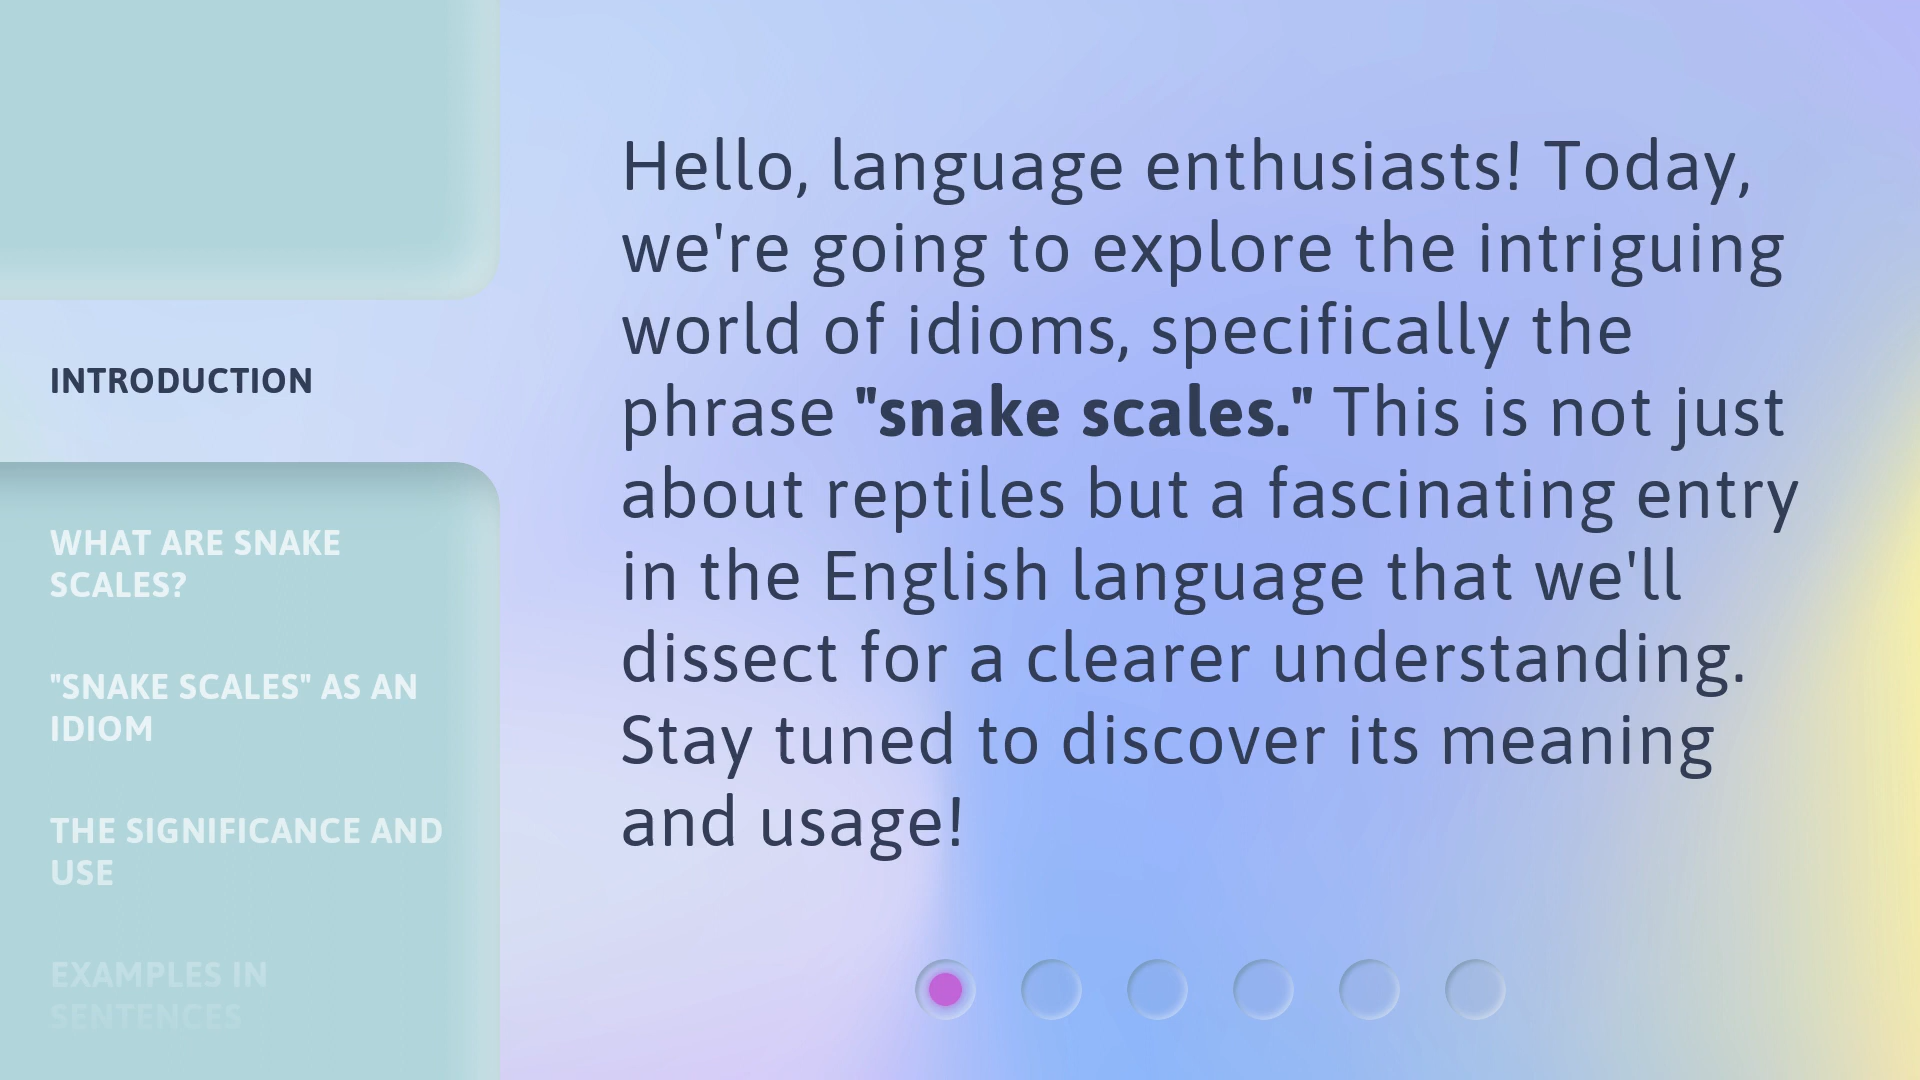 INTRODUCTION
WHAT ARE SNAKE
SCALES?
"SNAKE SCALES" AS AN
IDIOM
THE SIGNIFICANCE AND
USE
EXAMPLES IN
SENTENCES
Hello, language enthusiasts! Today,
we're going to explore the intriguing
world of idioms, specifically the
phrase "snake scales." This is not just
about reptiles but a fascinating entry
in the English language that we'll
dissect for a clearer understanding.
Stay tuned to discover its meaning
and usage!